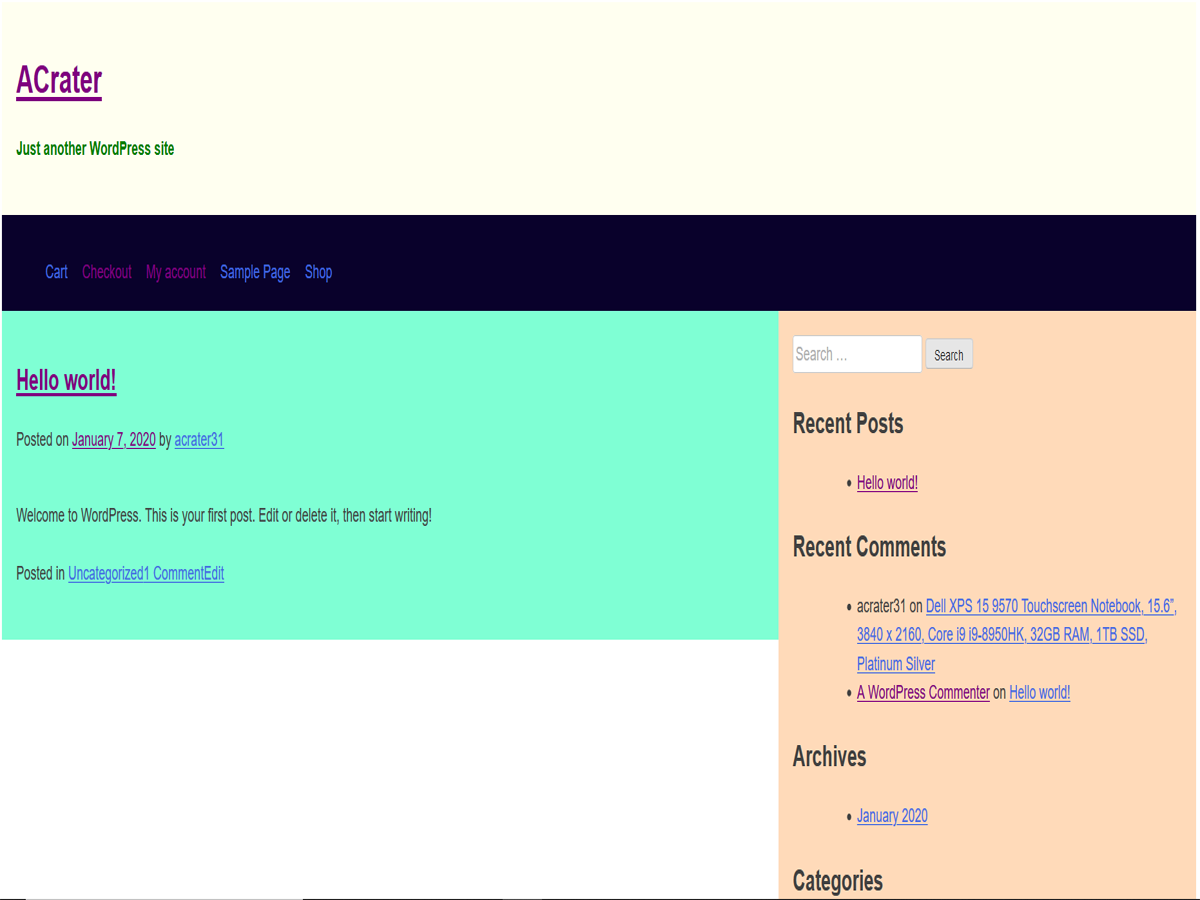 ACrater
Just another WordPress site
Cart Checkout My account Sample Page Shop
Hello world!
Posted on January 7, 2020 by acrater31
Welcome to WordPress. This is your first post. Edit or delete it, then start writing!
Posted in Uncategorized1 CommentEdit
Search … Search
Recent Posts
• Hello world!
Recent Comments
• acrater31 on Dell XPS 15 9570 Touchscreen Notebook, 15.6”,
3840 x 2160, Core i9 i9-8950HK, 32GB RAM, 1TB SSD,
Platinum Silver
• A WordPress Commenter on Hello world!
Archives
• January 2020
Categories